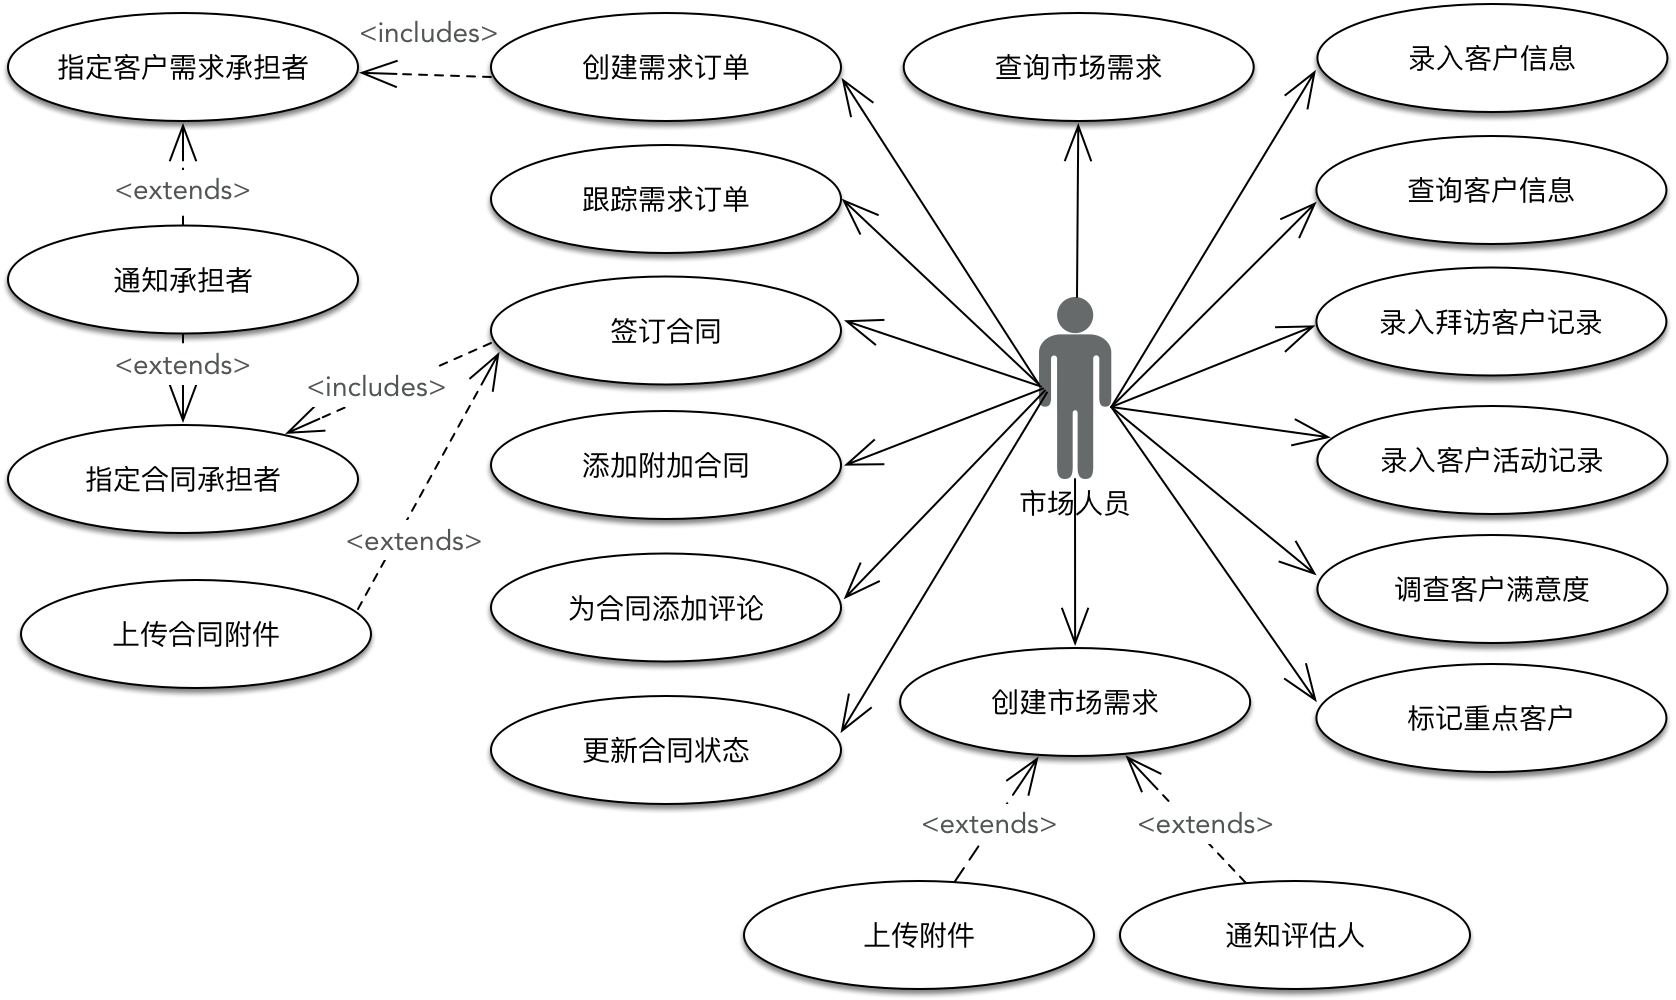 <includes>
指定客户需求承担者
创建需求订单
查询市场需求
录入客户信息
<extends>
跟踪需求订单
查询客户信息
通知承担者
签订合同
录入拜访客户记录
<extends>
<includes>
指定合同承担者
添加附加合同
录入客户活动记录
市场人员
<extends>
上传合同附件
为合同添加评论
调查客户满意度
更新合同状态
创建市场需求
标记重点客户
<extends>
<extends>
上传附件
通知评估人